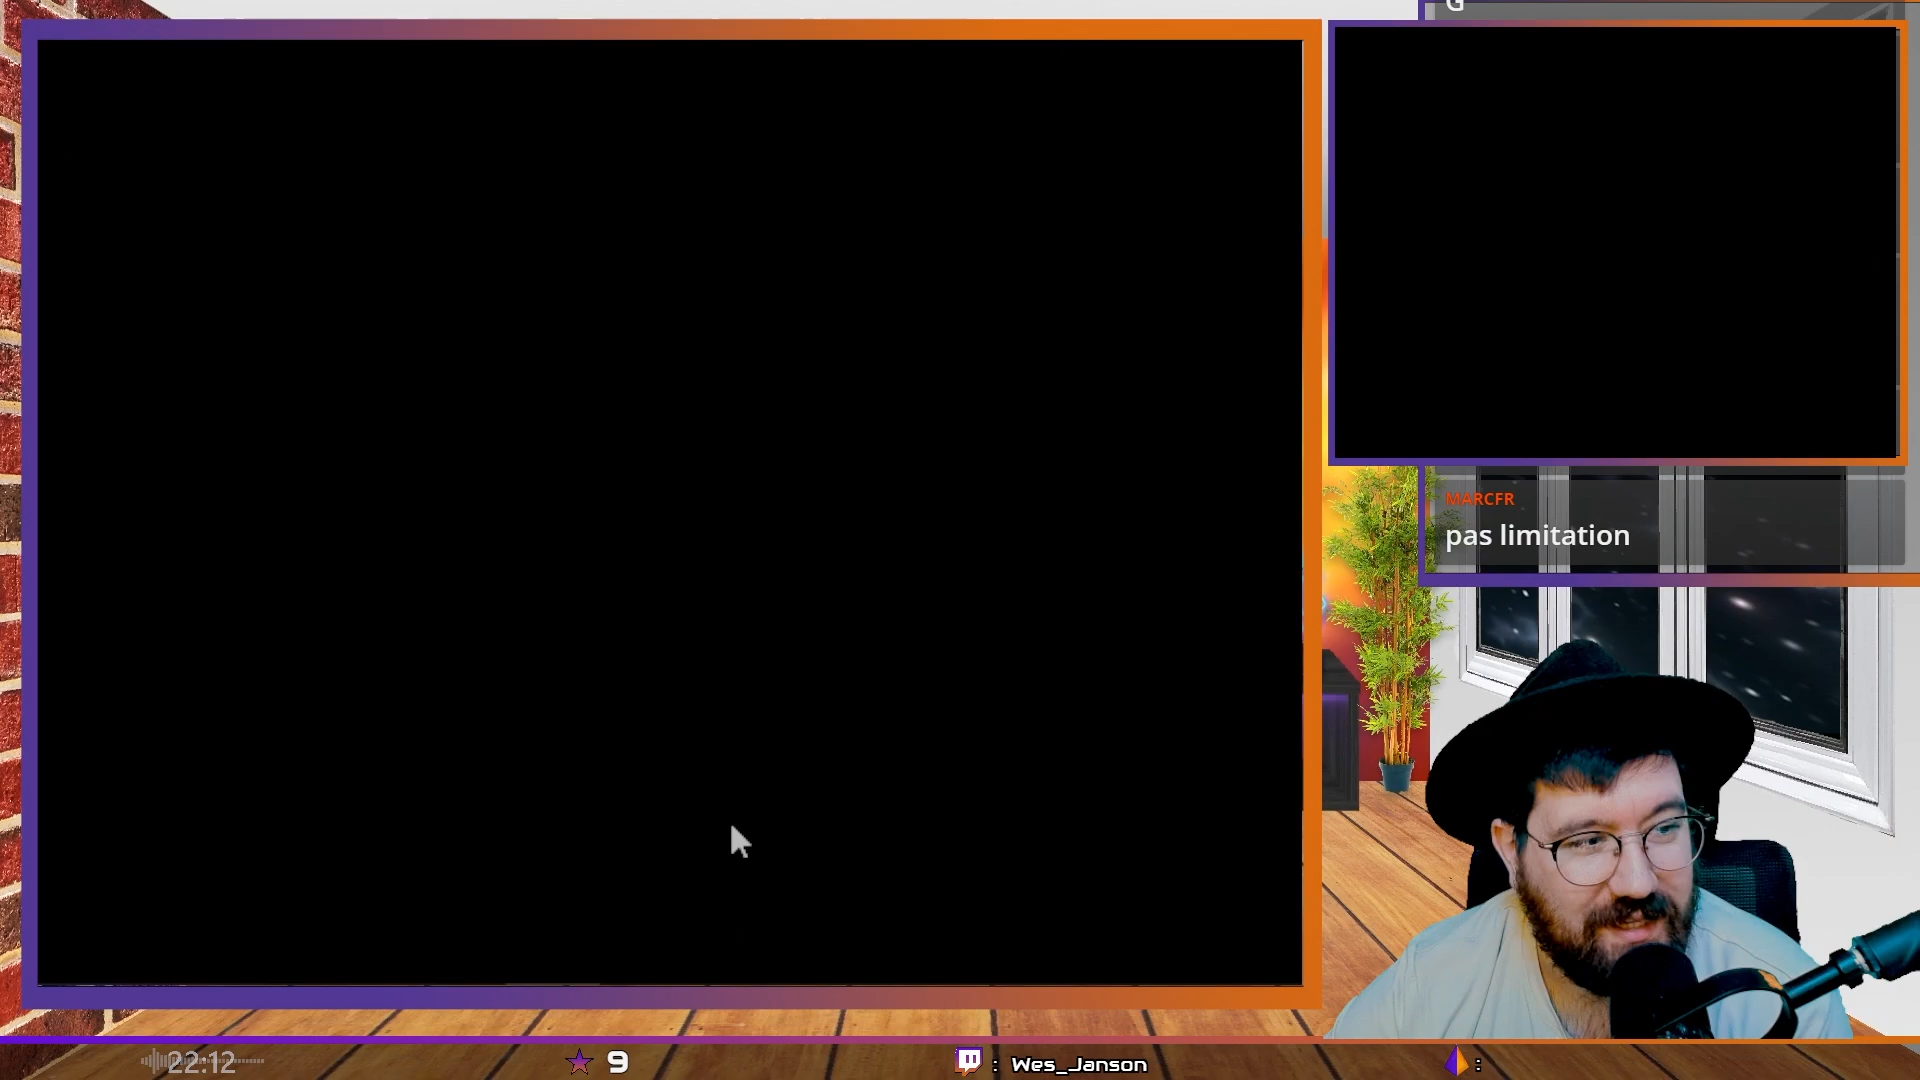 G
MARCFR
pas limitation
22:12
9
: Wes_Janson
: